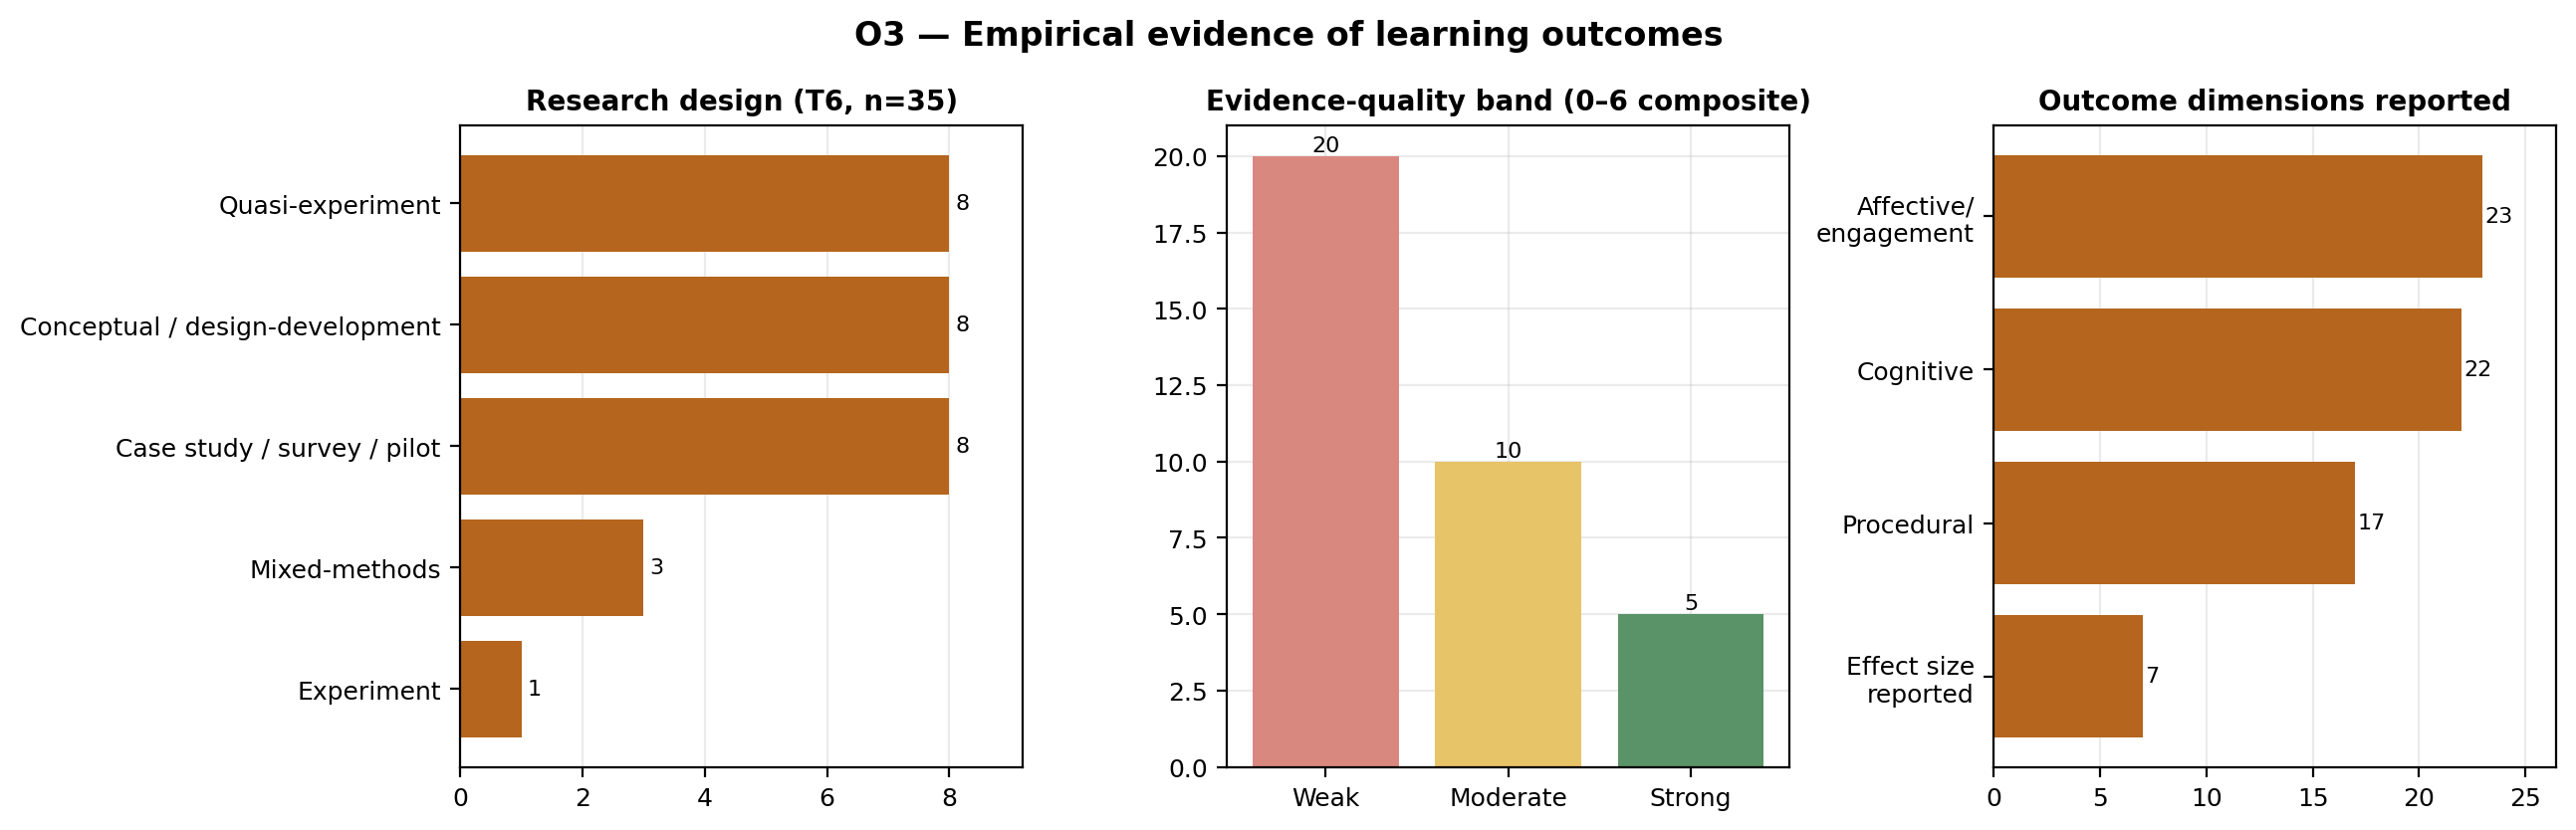 O3 — Empirical evidence of learning outcomes
Research design (T6, n=35)
Quasi-experiment
8
Conceptual / design-development
8
Case study / survey / pilot
8
Mixed-methods
3
Experiment
1
0 2 4 6 8
Evidence-quality band (0–6 composite)
20.0
17.5
15.0
12.5
10.0
7.5
5.0
2.5
0.0
20
10
5
Weak Moderate Strong
Outcome dimensions reported
Affective/
engagement
23
Cognitive
22
Procedural
17
Effect size
reported
7
0 5 10 15 20 25